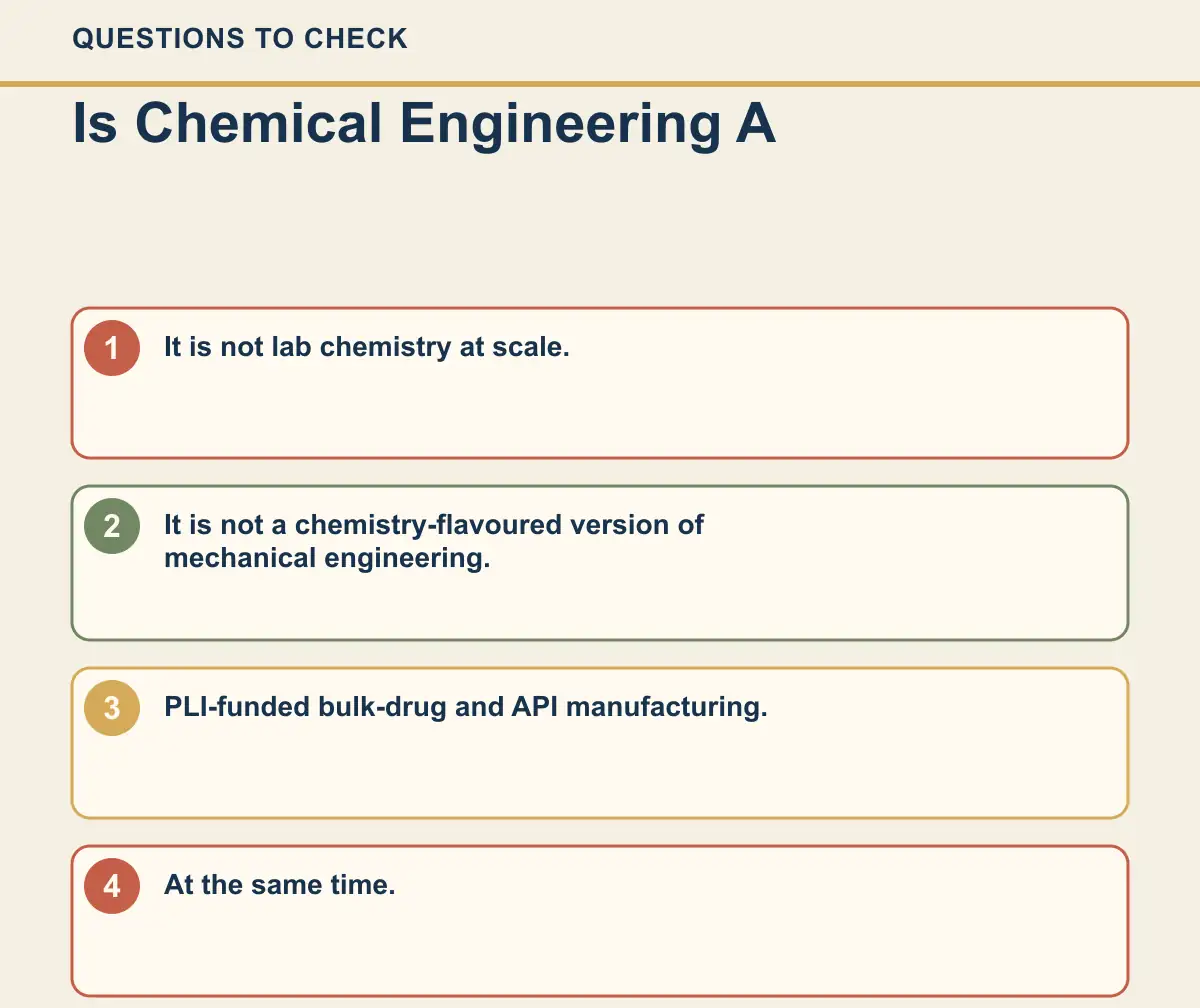 QUESTIONS TO CHECK
Is Chemical Engineering A
1
It is not lab chemistry at scale.
2
It is not a chemistry-flavoured version of
mechanical engineering.
3
PLI-funded bulk-drug and API manufacturing.
4
At the same time.